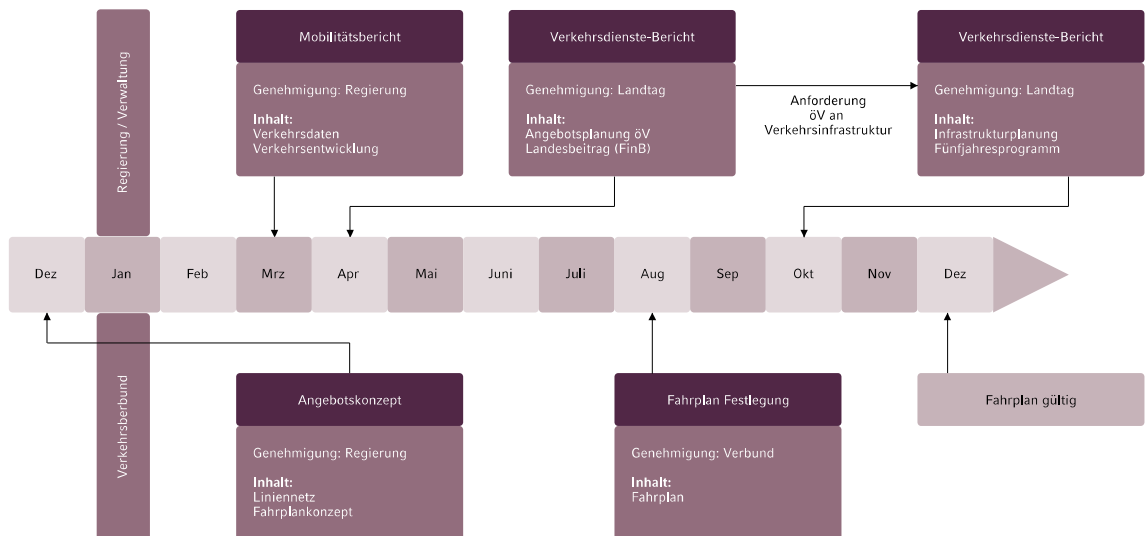 Regierung / Verwaltung
Mobilitätsbericht
Genehmigung: Regierung
Inhalt:
Verkehrsdaten
Verkehrsentwicklung
Verkehrsdienste-Bericht
Genehmigung: Landtag
Inhalt:
Angebotsplanung öV
Landesbeitrag (FinB)
Anforderung
öV an
Verkehrsinfrastruktur
Verkehrsdienste-Bericht
Genehmigung: Landtag
Inhalt:
Infrastrukturplanung
Fünfjahresprogramm
Dez
Jan
Feb
Mrz
Apr
Mai
Juni
Juli
Aug
Sep
Okt
Nov
Dez
Verkehrsberbund
Angebotskonzept
Genehmigung: Regierung
Inhalt:
Liniennetz
Fahrplankonzept
Fahrplan Festlegung
Genehmigung: Verbund
Inhalt:
Fahrplan
Fahrplan gültig